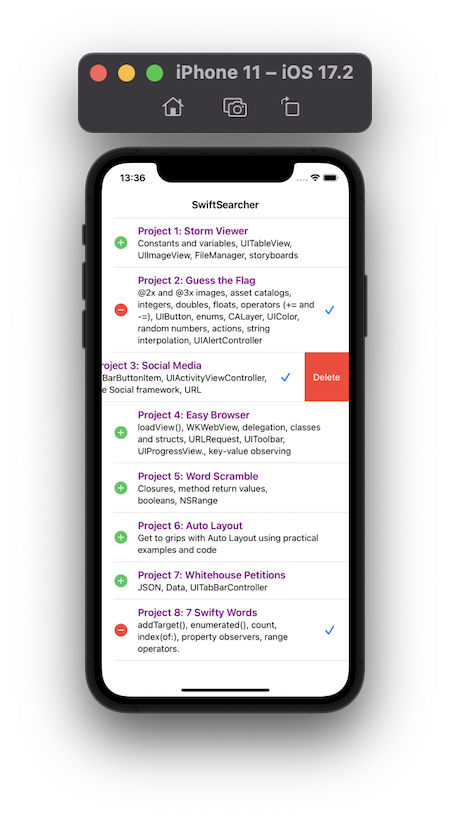 iPhone 11 – iOS 17.2
13:36
SwiftSearcher
Project 1: Storm Viewer
Constants and variables, UITableView,
UIImageView, FileManager, storyboards
Project 2: Guess the Flag
@2x and @3x images, asset catalogs,
integers, doubles, floats, operators (+= and
-=), UIButton, enums, CALayer, UIColor,
random numbers, actions, string
interpolation, UIAlertController
roject 3: Social Media
BarButtonItem, UIActivityViewController,
e Social framework, URL
Delete
Project 4: Easy Browser
loadView(), WKWebView, delegation, classes
and structs, URLRequest, UIToolbar,
UIProgressView., key-value observing
Project 5: Word Scramble
Closures, method return values,
booleans, NSRange
Project 6: Auto Layout
Get to grips with Auto Layout using practical
examples and code
Project 7: Whitehouse Petitions
JSON, Data, UITabBarController
Project 8: 7 Swifty Words
addTarget(), enumerated(), count,
index(of:), property observers, range
operators.